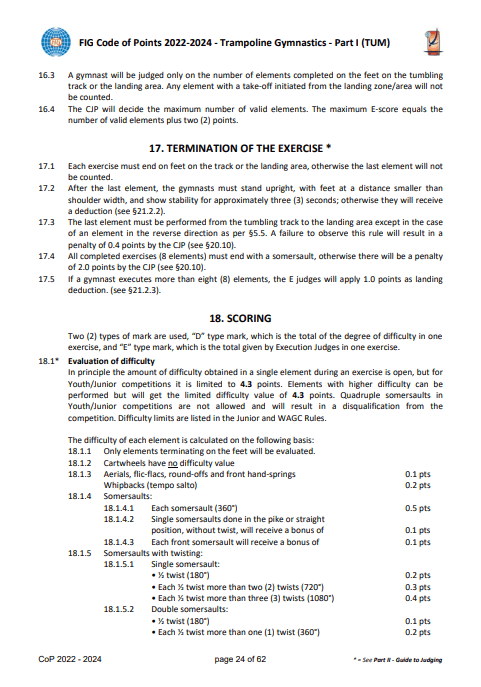 FIG Code of Points 2022-2024 - Trampoline Gymnastics - Part I (TUM)
16.3 A gymnast will be judged only on the number of elements completed on the feet on the tumbling
track or the landing area. Any element with a take-off initiated from the landing zone/area will not
be counted.
16.4 The CJP will decide the maximum number of valid elements. The maximum E-score equals the
number of valid elements plus two (2) points.
17. TERMINATION OF THE EXERCISE *
17.1 Each exercise must end on feet on the track or the landing area, otherwise the last element will not
be counted.
17.2 After the last element, the gymnasts must stand upright, with feet at a distance smaller than
shoulder width, and show stability for approximately three (3) seconds; otherwise they will receive
a deduction (see §21.2.2).
17.3 The last element must be performed from the tumbling track to the landing area except in the case
of an element in the reverse direction as per §5.5. A failure to observe this rule will result in a
penalty of 0.4 points by the CJP (see §20.10).
17.4 All completed exercises (8 elements) must end with a somersault, otherwise there will be a penalty
of 2.0 points by the CJP (see §20.10).
17.5 If a gymnast executes more than eight (8) elements, the E judges will apply 1.0 points as landing
deduction. (see §21.2.3).
18. SCORING
Two (2) types of mark are used, “D” type mark, which is the total of the degree of difficulty in one
exercise, and “E” type mark, which is the total given by Execution Judges in one exercise.
18.1* Evaluation of difficulty
In principle the amount of difficulty obtained in a single element during an exercise is open, but for
Youth/Junior competitions it is limited to 4.3 points. Elements with higher difficulty can be
performed but will get the limited difficulty value of 4.3 points. Quadruple somersaults in
Youth/Junior competitions are not allowed and will result in a disqualification from the
competition. Difficulty limits are listed in the Junior and WAGC Rules.
The difficulty of each element is calculated on the following basis:
18.1.1 Only elements terminating on the feet will be evaluated.
18.1.2 Cartwheels have no difficulty value
18.1.3 Aerials, flic-flacs, round-offs and front hand-springs 0.1 pts
Whipbacks (tempo salto) 0.2 pts
18.1.4 Somersaults:
18.1.4.1 Each somersault (360°) 0.5 pts
18.1.4.2 Single somersaults done in the pike or straight
position, without twist, will receive a bonus of 0.1 pts
18.1.4.3 Each front somersault will receive a bonus of 0.1 pts
18.1.5 Somersaults with twisting:
18.1.5.1 Single somersault:
• ½ twist (180°) 0.2 pts
• Each ½ twist more than two (2) twists (720°) 0.3 pts
• Each ½ twist more than three (3) twists (1080°) 0.4 pts
18.1.5.2 Double somersaults:
• ½ twist (180°) 0.1 pts
• Each ½ twist more than one (1) twist (360°) 0.2 pts
CoP 2022 - 2024 page 24 of 62 * = See Part II - Guide to Judging